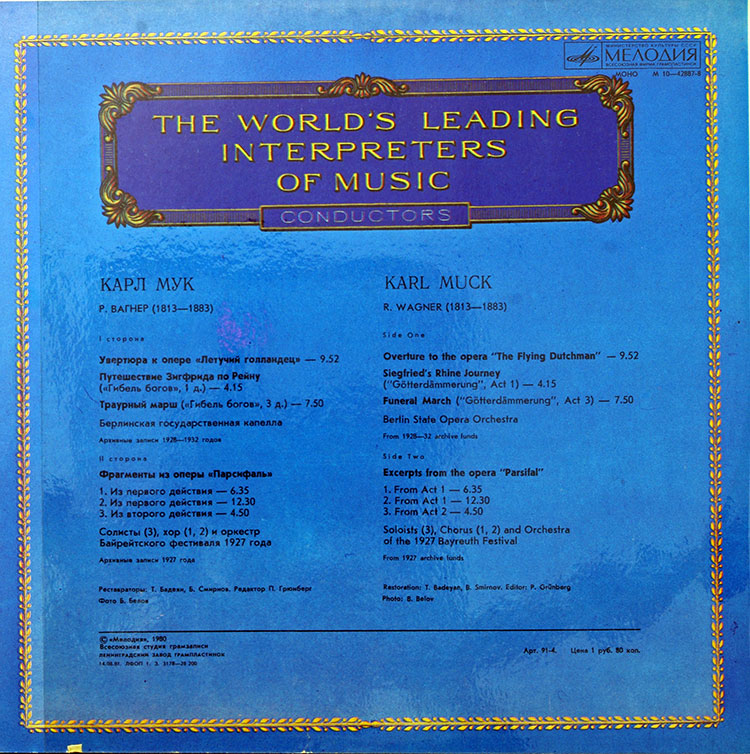 МИНИСТЕРСТВО КУЛЬТУРЫ СССР
МЕЛОДИЯ
ВСЕСОЮЗНАЯ ФИРМА ГРАМПЛАСТИНОК
МОНО М 10—42887-8
THE WORLD'S LEADING
INTERPRETERS
OF MUSIC
CONDUCTORS
КАРЛ МУК
Р. ВАГНЕР (1813—1883)
I сторона
Увертюра к опере «Летучий голландец» — 9.52
Путешествие Зигфрида по Рейну
(«Гибель богов», 1 д.) — 4.15
Траурный марш («Гибель богов», 3 д.) — 7.50
Берлинская государственная капелла
Архивные записи 1928—1932 годов
II сторона
Фрагменты из оперы «Парсифаль»
1. Из первого действия — 6.35
2. Из первого действия — 12.30
3. Из второго действия — 4.50
Солисты (3), хор (1, 2) и оркестр
Байрейтского фестиваля 1927 года
Архивные записи 1927 года
Реставраторы: Т. Бадеян, Б. Смирнов. Редактор П. Грюнберг
Фото Б. Белов
KARL MUCK
R. WAGNER (1813—1883)
Side One
Overture to the opera "The Flying Dutchman" — 9.52
Siegfried's Rhine Journey
("Götterdämmerung", Act 1) — 4.15
Funeral March ("Götterdämmerung", Act 3) — 7.50
Berlin State Opera Orchestra
From 1928—32 archive funds
Side Two
Excerpts from the opera "Parsifal"
1. From Act 1 — 6.35
2. From Act 1 — 12.30
3. From Act 2 — 4.50
Soloists (3), Chorus (1, 2) and Orchestra
of the 1927 Bayreuth Festival
From 1927 archive funds
Restoration: T. Badeyan, B. Smirnov. Editor: P. Grünberg
Photo: B. Belov
© «Мелодия», 1980
Всесоюзная студия грамзаписи
ЛЕНИНГРАДСКИЙ ЗАВОД ГРАМПЛАСТИНОК
14.08.81. ЛФОП 1. З. 3178—28 200
Арт. 91-4. Цена 1 руб. 80 коп.